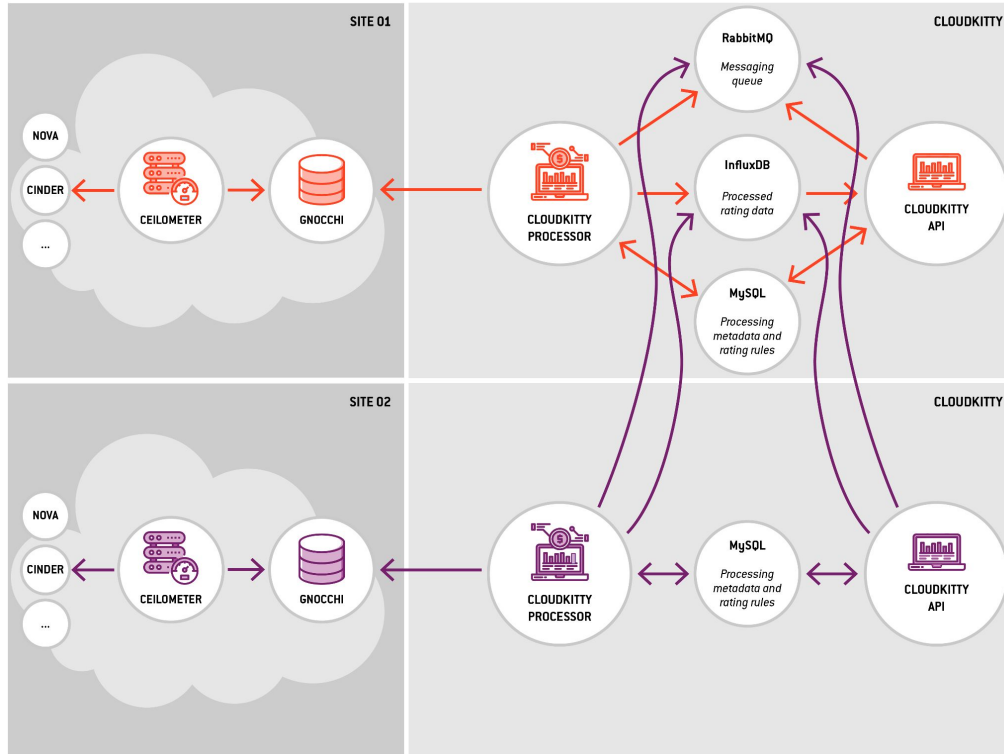 SITE 01
CLOUDKITTY
NOVA
CINDER
...
CEILOMETER
GNOCCHI
CLOUDKITTY
PROCESSOR
RabbitMQ
Messaging
queue
InfluxDB
Processed
rating data
MySQL
Processing
metadata and
rating rules
CLOUDKITTY
API
SITE 02
CLOUDKITTY
NOVA
CINDER
...
CEILOMETER
GNOCCHI
CLOUDKITTY
PROCESSOR
MySQL
Processing
metadata and
rating rules
CLOUDKITTY
API